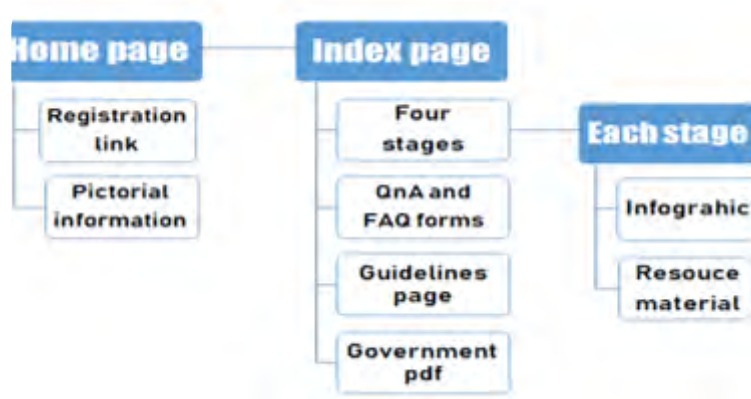 Home page
Registration
link
Pictorial
information
Index page
Four
stages
QnA and
FAQ forms
Guidelines
page
Government
pdf
Each stage
Infograhic
Resouce
material